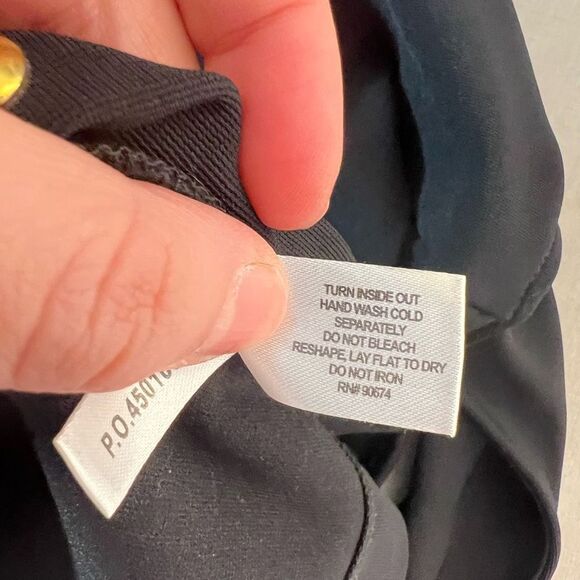 TURN INSIDE OUT
HAND WASH COLD
SEPARATELY
DO NOT BLEACH
RESHAPE, LAY FLAT TO DRY
DO NOT IRON
RN# 90674